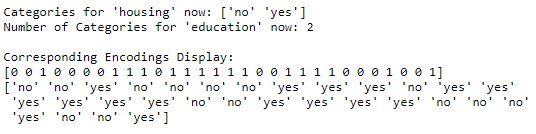 Categories for 'housing' now: ['no' 'yes']
Number of Categories for 'education' now: 2

Corresponding Encodings Display:
[0 0 1 0 0 0 0 1 1 1 0 1 1 1 1 1 1 0 0 1 1 1 1 0 0 0 1 0 0 1]
['no' 'no' 'yes' 'no' 'no' 'no' 'no' 'yes' 'yes' 'yes' 'no' 'yes' 'yes'
 'yes' 'yes' 'yes' 'yes' 'no' 'no' 'yes' 'yes' 'yes' 'yes' 'no' 'no' 'no'
 'yes' 'no' 'no' 'yes']